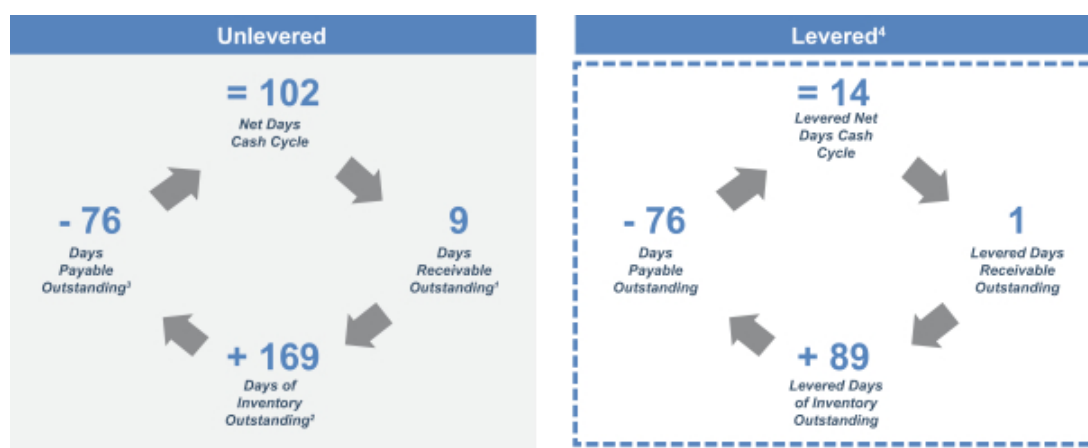 Unlevered
= 102
Net Days
Cash Cycle
- 76
Days
Payable
Outstanding³
9
Days
Receivable
Outstanding¹
+ 169
Days of
Inventory
Outstanding²
Levered⁴
= 14
Levered Net
Days Cash
Cycle
- 76
Days
Payable
Outstanding
1
Levered Days
Receivable
Outstanding
+ 89
Levered Days
of Inventory
Outstanding